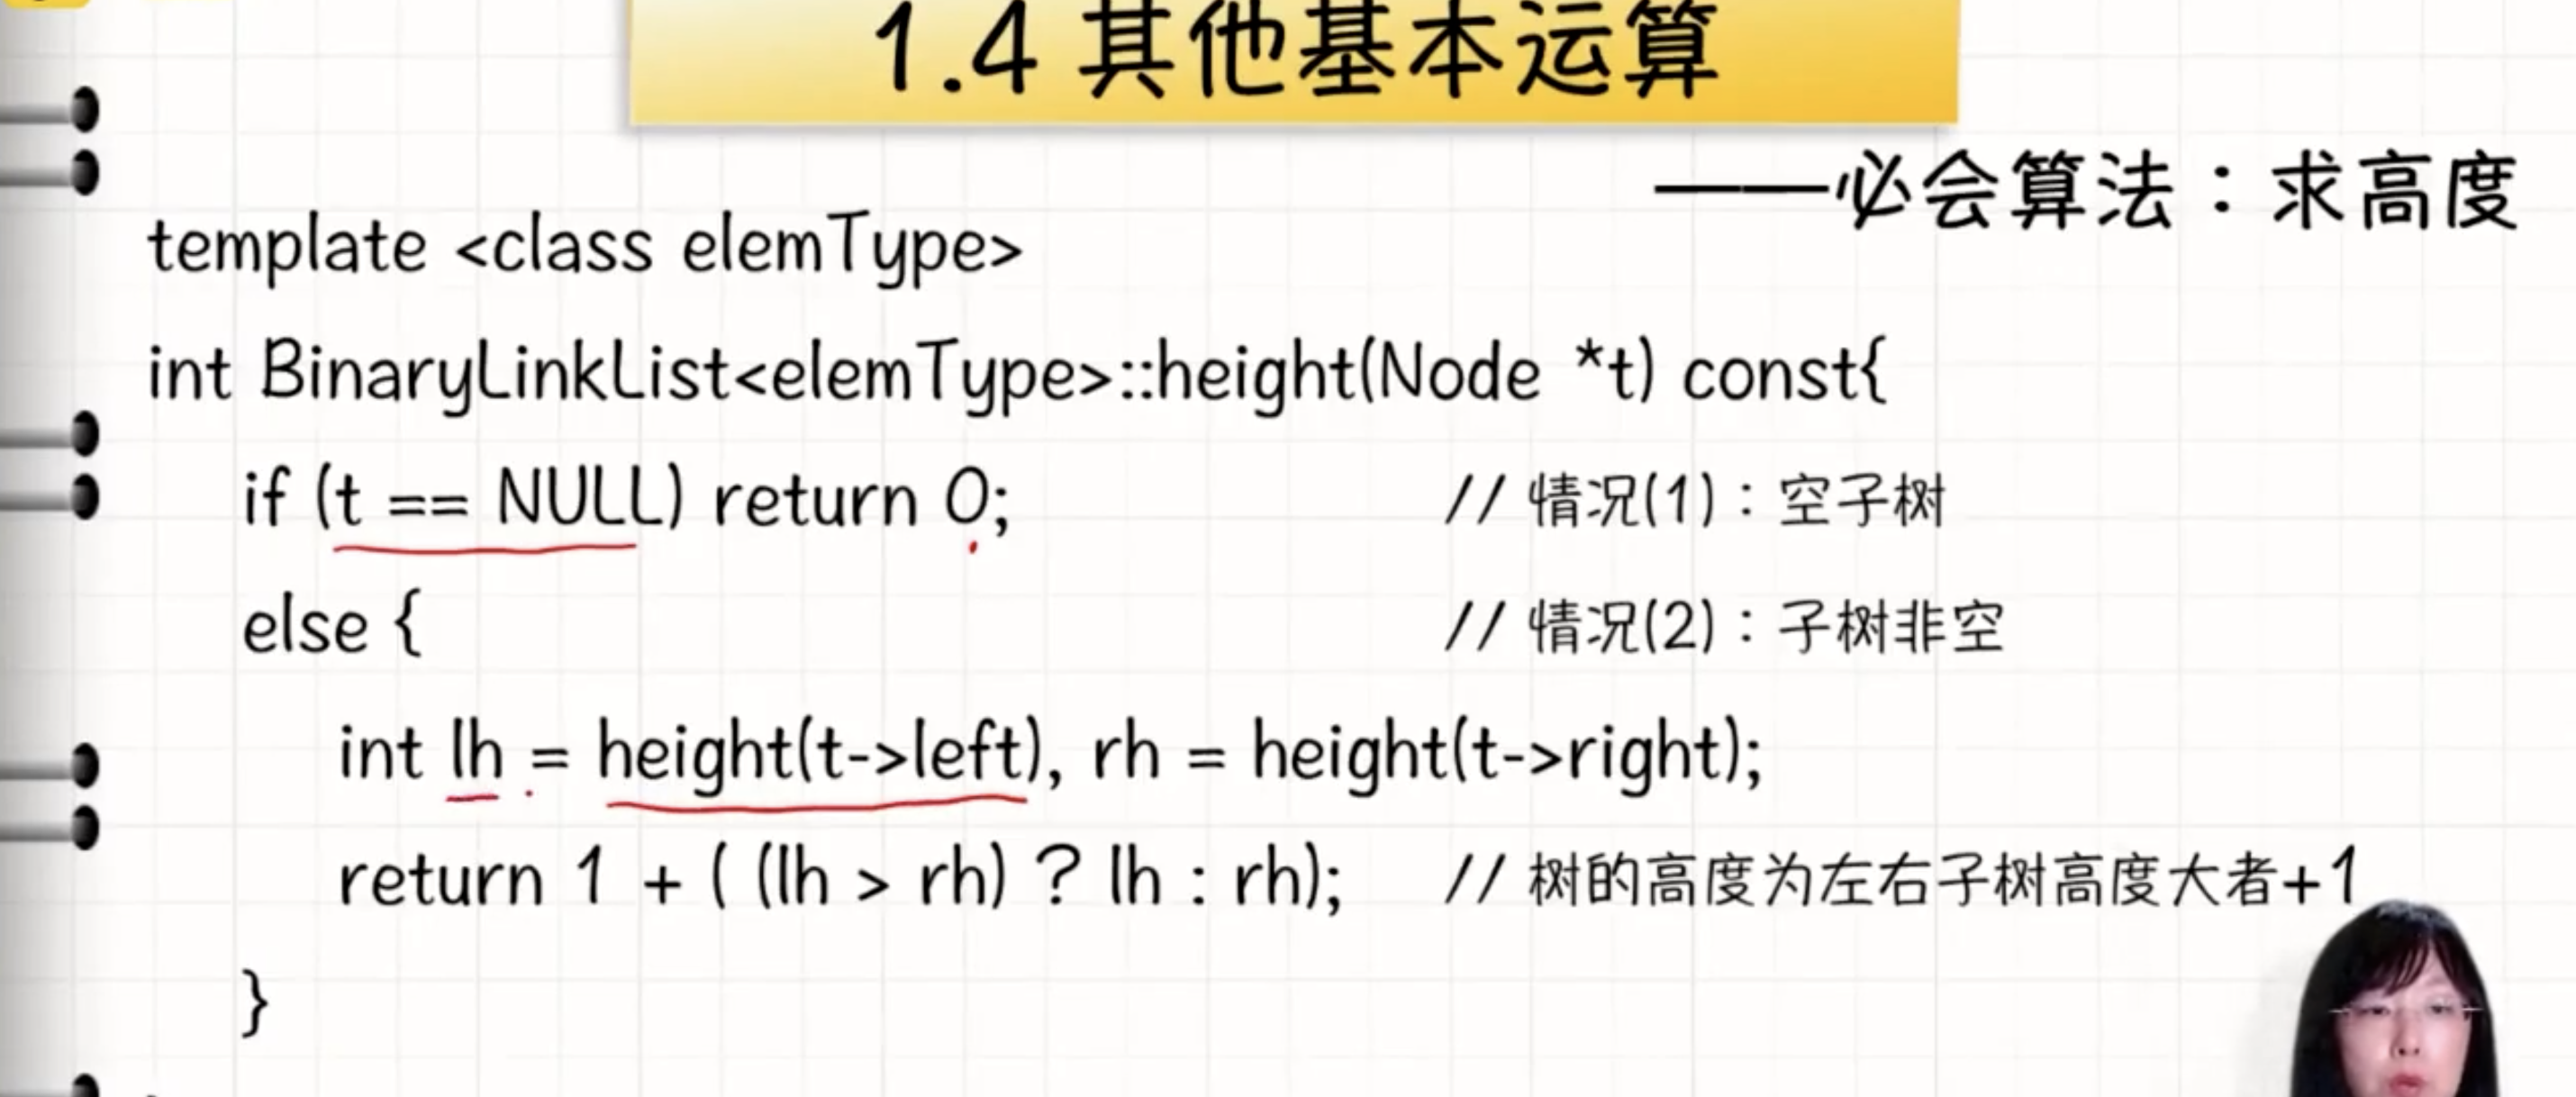 1.4 其他基本运算
——必会算法：求高度
template <class elemType>
int BinaryLinkList<elemType>::height(Node *t) const{
if (t == NULL) return 0; // 情况(1)：空子树
else { // 情况(2)：子树非空
int lh = height(t->left), rh = height(t->right);
return 1 + ( (lh > rh) ? lh : rh); // 树的高度为左右子树高度大者+1
}